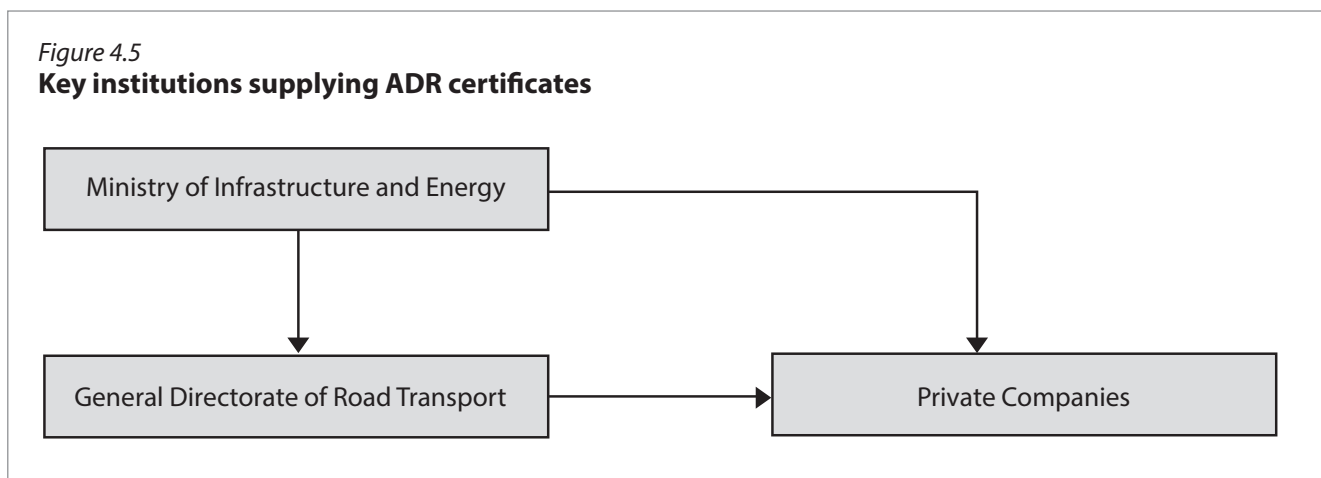 Figure 4.5
Key institutions supplying ADR certificates
Ministry of Infrastructure and Energy
General Directorate of Road Transport
Private Companies